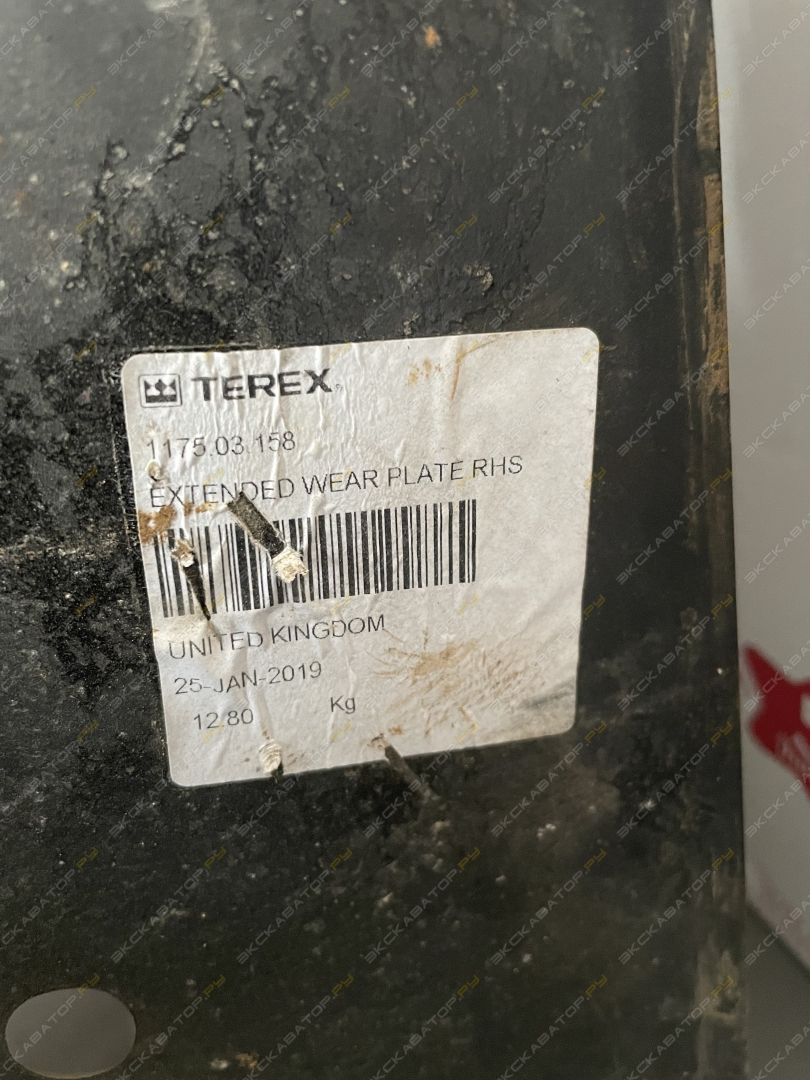 TEREX
1175.03.158
EXTENDED WEAR PLATE RHS
UNITED KINGDOM
25-JAN-2019
12.80 Kg
ЭКСКАВАТОР.РУ